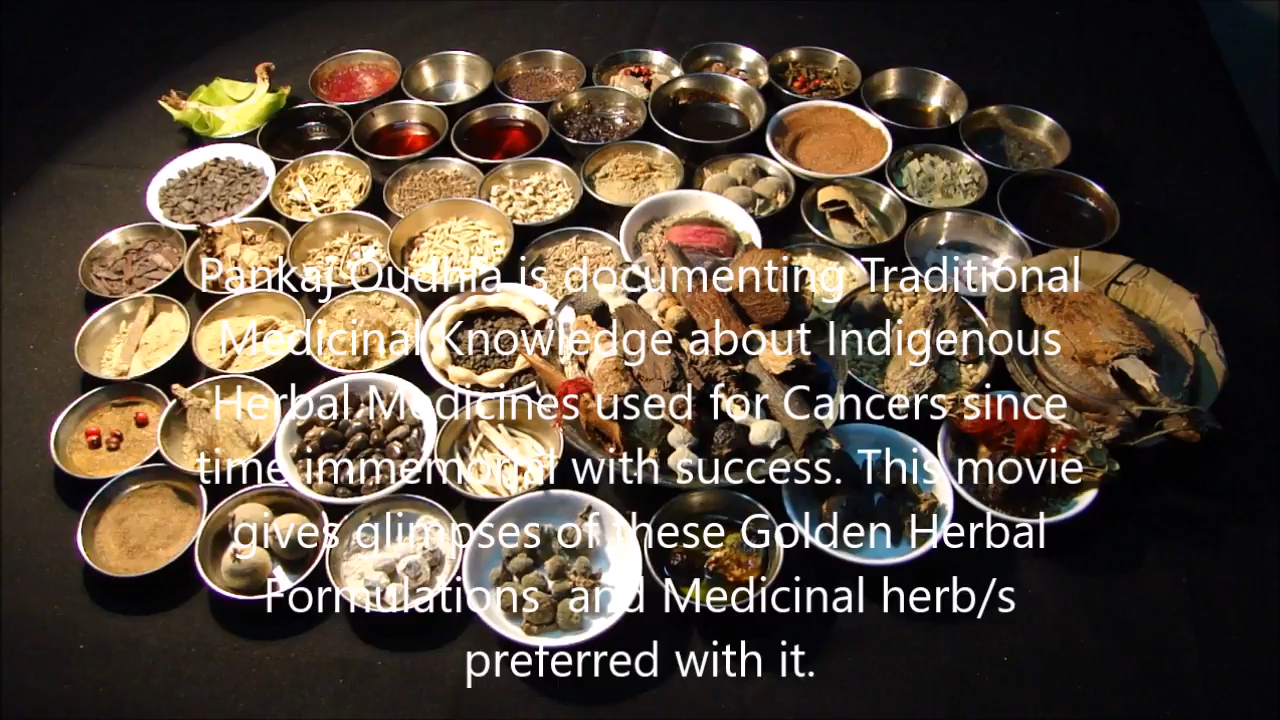 Pankaj Oudhia is documenting Traditional
Medicinal Knowledge about Indigenous
Herbal Medicines used for Cancers since
time immemorial with success. This movie
gives glimpses of these Golden Herbal
Formulations  and Medicinal herb/s
preferred with it.